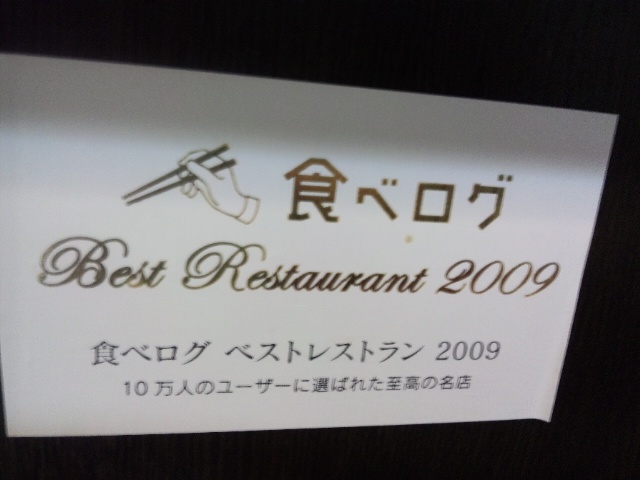 食べログ
Best Restaurant 2009
食べログ ベストレストラン 2009
10万人のユーザーに選ばれた至高の名店